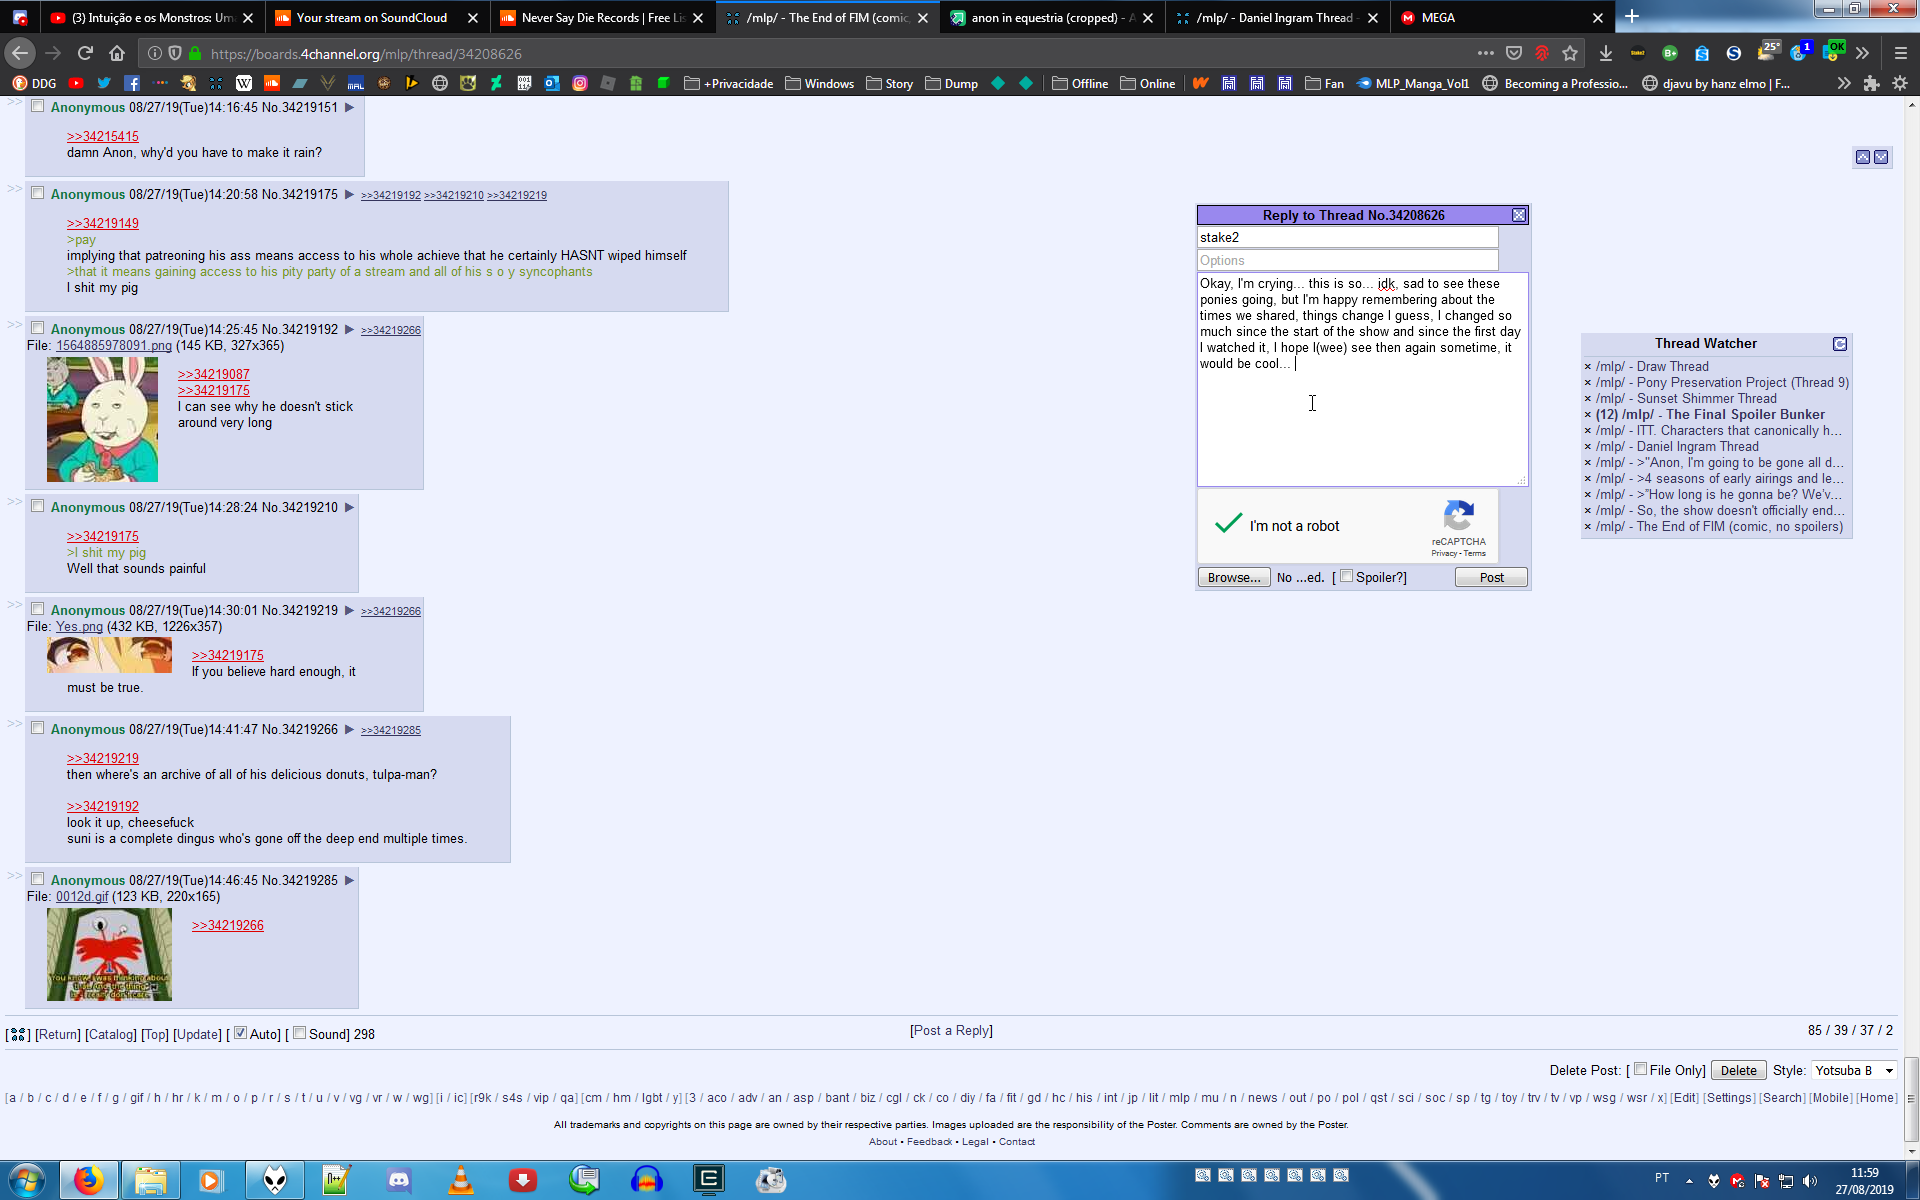 (3) Intuição e os Monstros: Um
Your stream on SoundCloud
Never Say Die Records | Free Lis
/mlp/ - The End of FIM (comic,
anon in equestria (cropped) - A
/mlp/ - Daniel Ingram Thread -
MEGA
https://boards.4channel.org/mlp/thread/34208626
25°
1
OK
DDG
+Privacidade
Windows
Story
Dump
Offline
Online
Fan
MLP_Manga_Vol1
Becoming a Professio...
djavu by hanz elmo | F...
>> Anonymous 08/27/19(Tue)14:16:45 No.34219151 ▶
>>34215415
damn Anon, why'd you have to make it rain?
>> Anonymous 08/27/19(Tue)14:20:58 No.34219175 ▶ >>34219192 >>34219210 >>34219219
>>34219149
>pay
implying that patreoning his ass means access to his whole achieve that he certainly HASNT wiped himself
>that it means gaining access to his pity party of a stream and all of his s o y syncophants
I shit my pig
>> Anonymous 08/27/19(Tue)14:25:45 No.34219192 ▶ >>34219266
File: 1564885978091.png (145 KB, 327x365)
>>34219087
>>34219175
I can see why he doesn't stick
around very long
>> Anonymous 08/27/19(Tue)14:28:24 No.34219210 ▶
>>34219175
>I shit my pig
Well that sounds painful
>> Anonymous 08/27/19(Tue)14:30:01 No.34219219 ▶ >>34219266
File: Yes.png (432 KB, 1226x357)
>>34219175
If you believe hard enough, it
must be true.
>> Anonymous 08/27/19(Tue)14:41:47 No.34219266 ▶ >>34219285
>>34219219
then where's an archive of all of his delicious donuts, tulpa-man?
>>34219192
look it up, cheesefuck
suni is a complete dingus who's gone off the deep end multiple times.
>> Anonymous 08/27/19(Tue)14:46:45 No.34219285 ▶
File: 0012d.gif (123 KB, 220x165)
>>34219266
You know, I was thinking about
Reply to Thread No.34208626
stake2
Options
Okay, I'm crying... this is so... idk, sad to see these
ponies going, but I'm happy remembering about the
times we shared, things change I guess, I changed so
much since the start of the show and since the first day
I watched it, I hope I(wee) see then again sometime, it
would be cool...
I'm not a robot
reCAPTCHA
Privacy - Terms
Browse... No ...ed. [ Spoiler?] Post
Thread Watcher
× /mlp/ - Draw Thread
× /mlp/ - Pony Preservation Project (Thread 9)
× /mlp/ - Sunset Shimmer Thread
× (12) /mlp/ - The Final Spoiler Bunker
× /mlp/ - ITT. Characters that canonically h...
× /mlp/ - Daniel Ingram Thread
× /mlp/ - >"Anon, I'm going to be gone all d...
× /mlp/ - >4 seasons of early airings and le...
× /mlp/ - >"How long is he gonna be? We'v...
× /mlp/ - So, the show doesn't officially end...
× /mlp/ - The End of FIM (comic, no spoilers)
[Return] [Catalog] [Top] [Update] [ Auto] [ Sound] 298
[Post a Reply]
85 / 39 / 37 / 2
Delete Post: [ File Only] Delete Style: Yotsuba B
[a / b / c / d / e / f / g / gif / h / hr / k / m / o / p / r / s / t / u / v / vg / vr / w / wg] [i / ic] [r9k / s4s / vip / qa] [cm / hm / lgbt / y] [3 / aco / adv / an / asp / bant / biz / cgl / ck / co / diy / fa / fit / gd / hc / his / int / jp / lit / mlp / mu / n / news / out / po / pol / qst / sci / soc / sp / tg / toy / trv / tv / vp / wsg / wsr / x] [Edit] [Settings] [Search] [Mobile] [Home]
All trademarks and copyrights on this page are owned by their respective parties. Images uploaded are the responsibility of the Poster. Comments are owned by the Poster.
About • Feedback • Legal • Contact
PT
11:59
27/08/2019